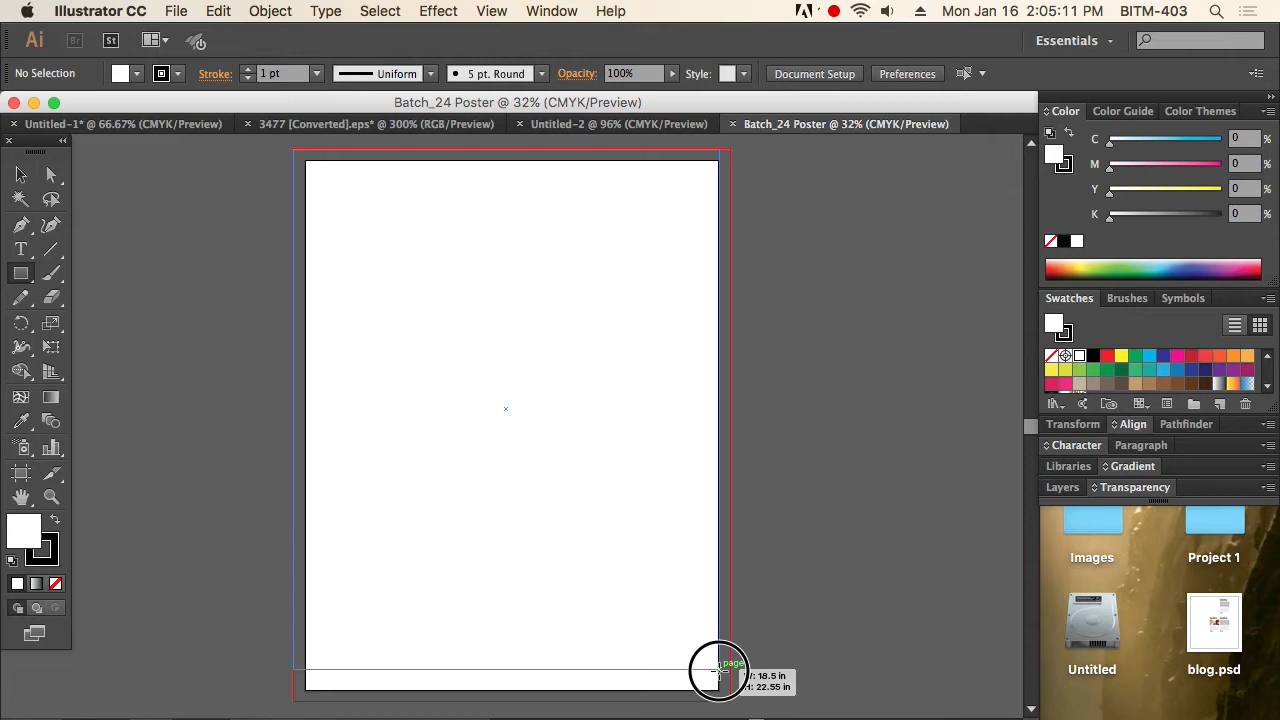 Illustrator CC File Edit Object Type Select Effect View Window Help Mon Jan 16 2:05:11 PM BITM-403
Ai Br St Essentials
No Selection Stroke: 1 pt Uniform 5 pt. Round Opacity: 100% Style: Document Setup Preferences
Batch_24 Poster @ 32% (CMYK/Preview)
Untitled-1* @ 66.67% (CMYK/Preview) 3477 [Converted].eps* @ 300% (RGB/Preview) Untitled-2 @ 96% (CMYK/Preview) Batch_24 Poster @ 32% (CMYK/Preview)
Color Color Guide Color Themes
C 0 %
M 0 %
Y 0 %
K 0 %
Swatches Brushes Symbols
Transform Align Pathfinder
Character Paragraph
Libraries Gradient
Layers Transparency
Images Project 1
Untitled blog.psd
page
W: 18.5 in
H: 22.55 in